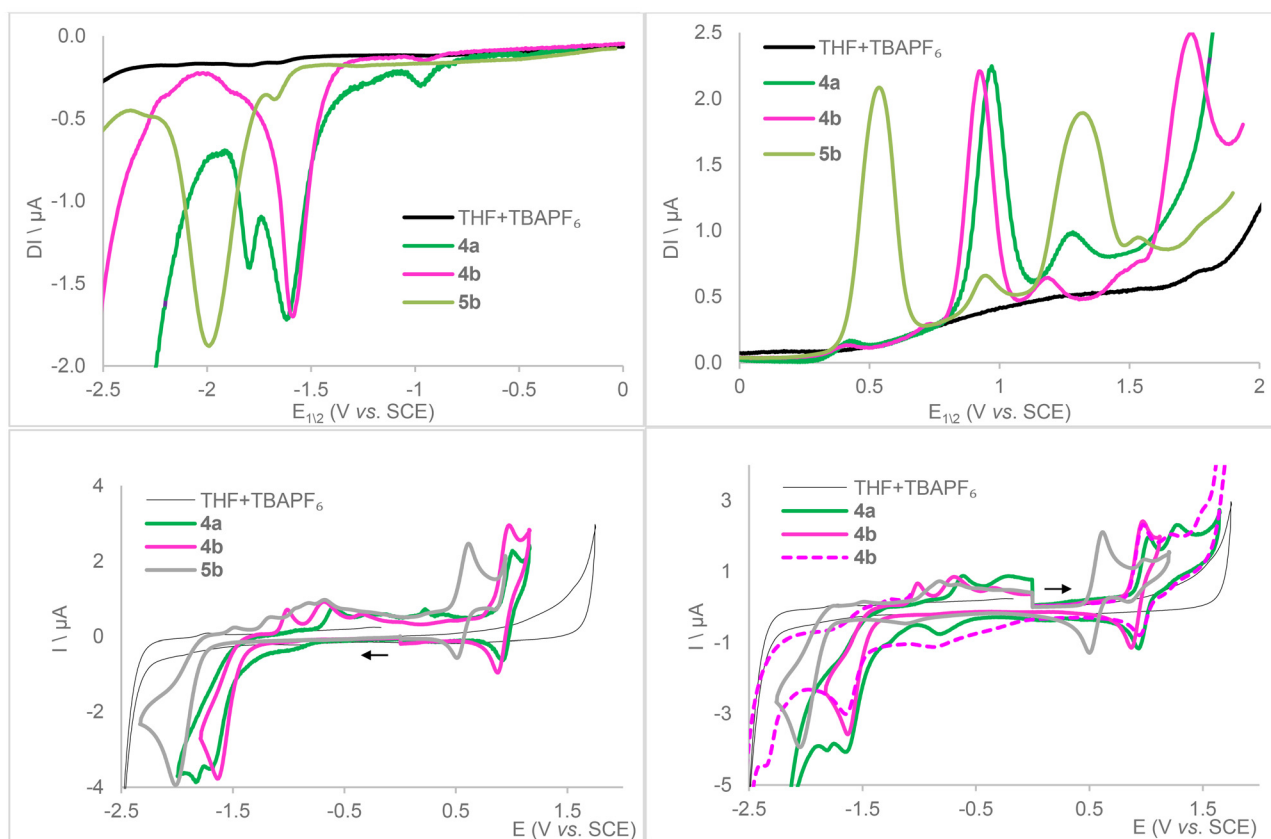 0.0
-0.5
-1.0
-1.5
-2.0
DI \ µA
THF+TBAPF₆
4a
4b
5b
-2.5 -2 -1.5 -1 -0.5 0
E1\2 (V vs. SCE)
2.5
2.0
1.5
1.0
0.5
0.0
DI \ µA
THF+TBAPF₆
4a
4b
5b
0 0.5 1 1.5 2
E1\2 (V vs. SCE)
4
2
0
-2
-4
I \ µA
THF+TBAPF₆
4a
4b
5b
-2.5 -1.5 -0.5 0.5 1.5
E (V vs. SCE)
3
1
-1
-3
-5
I \ µA
THF+TBAPF₆
4a
4b
4b
-2.5 -1.5 -0.5 0.5 1.5
E (V vs. SCE)